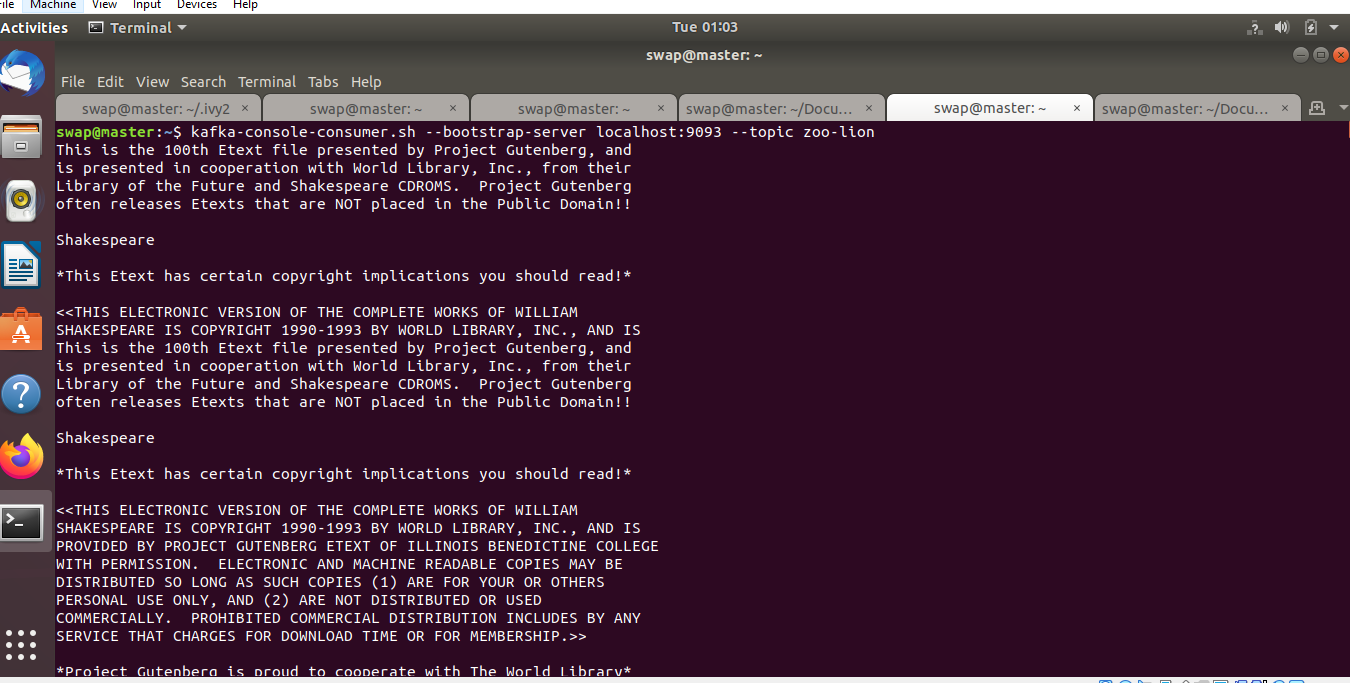 File Machine View Input Devices Help
Activities Terminal Tue 01:03
swap@master: ~
File Edit View Search Terminal Tabs Help
swap@master: ~/.ivy2 × swap@master: ~ × swap@master: ~ × swap@master: ~/Docu... × swap@master: ~ × swap@master: ~/Docu... ×
swap@master:~$ kafka-console-consumer.sh --bootstrap-server localhost:9093 --topic zoo-lion
This is the 100th Etext file presented by Project Gutenberg, and
is presented in cooperation with World Library, Inc., from their
Library of the Future and Shakespeare CDROMS.  Project Gutenberg
often releases Etexts that are NOT placed in the Public Domain!!
Shakespeare
*This Etext has certain copyright implications you should read!*
<<THIS ELECTRONIC VERSION OF THE COMPLETE WORKS OF WILLIAM
SHAKESPEARE IS COPYRIGHT 1990-1993 BY WORLD LIBRARY, INC., AND IS
This is the 100th Etext file presented by Project Gutenberg, and
is presented in cooperation with World Library, Inc., from their
Library of the Future and Shakespeare CDROMS.  Project Gutenberg
often releases Etexts that are NOT placed in the Public Domain!!
Shakespeare
*This Etext has certain copyright implications you should read!*
<<THIS ELECTRONIC VERSION OF THE COMPLETE WORKS OF WILLIAM
SHAKESPEARE IS COPYRIGHT 1990-1993 BY WORLD LIBRARY, INC., AND IS
PROVIDED BY PROJECT GUTENBERG ETEXT OF ILLINOIS BENEDICTINE COLLEGE
WITH PERMISSION.  ELECTRONIC AND MACHINE READABLE COPIES MAY BE
DISTRIBUTED SO LONG AS SUCH COPIES (1) ARE FOR YOUR OR OTHERS
PERSONAL USE ONLY, AND (2) ARE NOT DISTRIBUTED OR USED
COMMERCIALLY.  PROHIBITED COMMERCIAL DISTRIBUTION INCLUDES BY ANY
SERVICE THAT CHARGES FOR DOWNLOAD TIME OR FOR MEMBERSHIP.>>
*Project Gutenberg is proud to cooperate with The World Library*